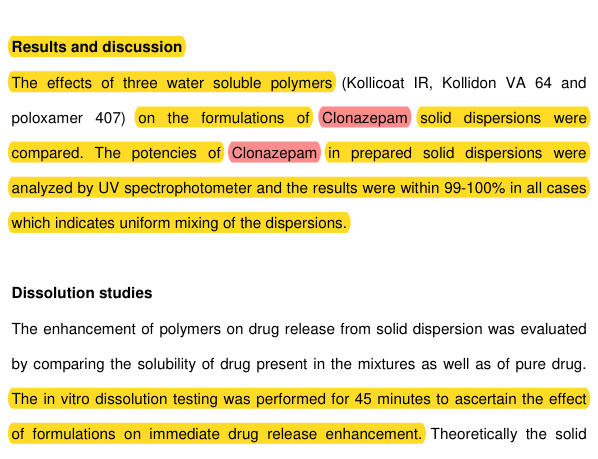 Results and discussion
The effects of three water soluble polymers (Kollicoat IR, Kollidon VA 64 and
poloxamer 407) on the formulations of Clonazepam solid dispersions were
compared. The potencies of Clonazepam in prepared solid dispersions were
analyzed by UV spectrophotometer and the results were within 99-100% in all cases
which indicates uniform mixing of the dispersions.
Dissolution studies
The enhancement of polymers on drug release from solid dispersion was evaluated
by comparing the solubility of drug present in the mixtures as well as of pure drug.
The in vitro dissolution testing was performed for 45 minutes to ascertain the effect
of formulations on immediate drug release enhancement. Theoretically the solid